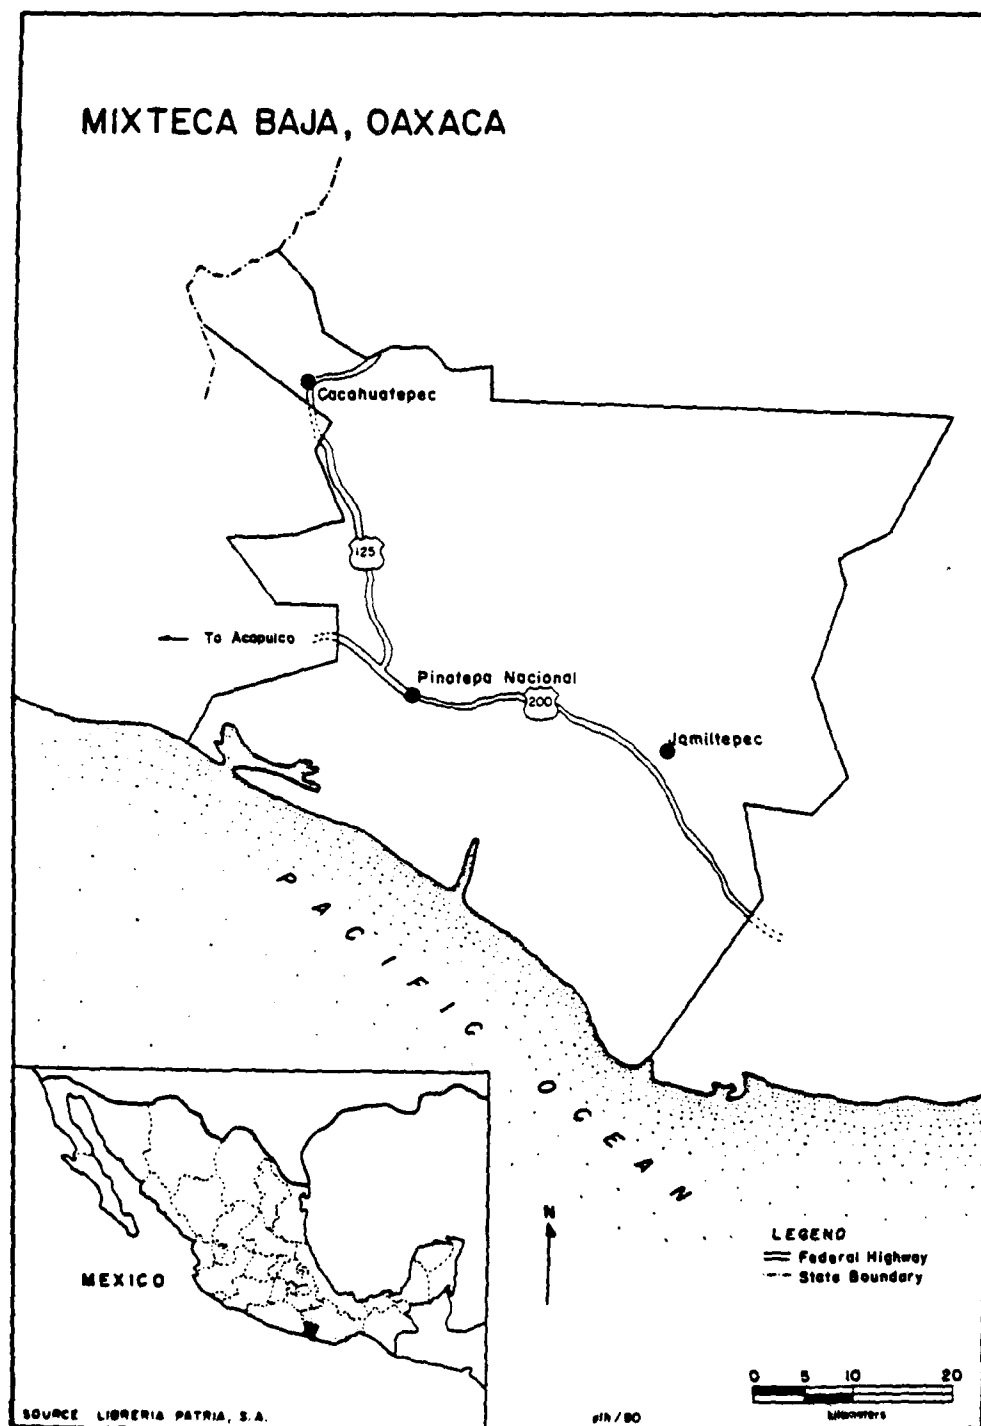 MIXTECA BAJA, OAXACA
Cacahuatepec
125
To Acapulco
Pinotepa Nacional
200
Jamiltepec
PACIFIC OCEAN
MEXICO
N
LEGEND
Federal Highway
State Boundary
0 5 10 20
kilometers
SOURCE LIBRERIA PATRIA, S.A.